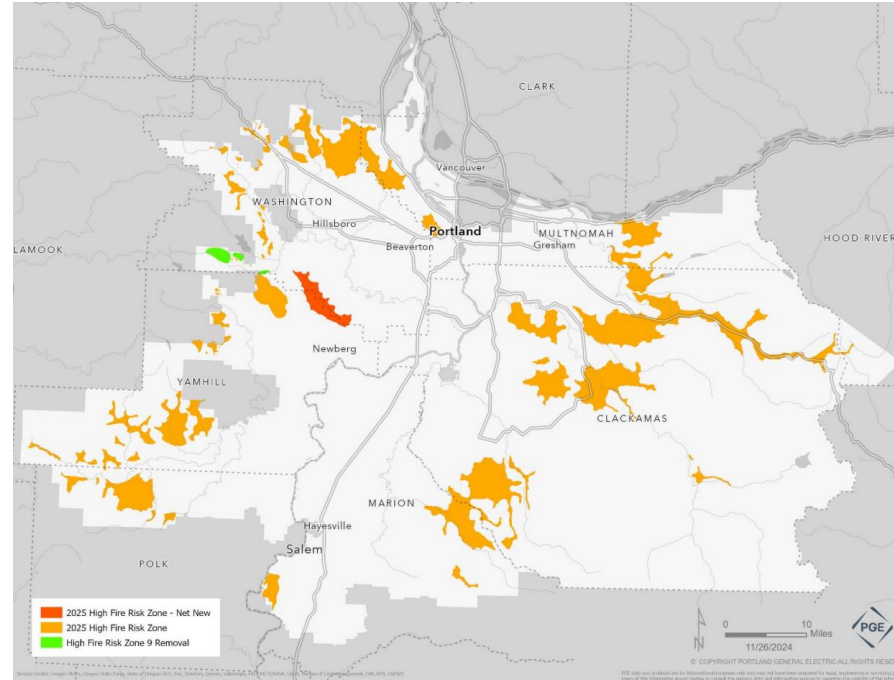 CLARK
Vancouver
WASHINGTON
Hillsboro
Portland
MULTNOMAH
Beaverton
Gresham
LAMOOK
HOOD RIVER
Newberg
YAMHILL
CLACKAMAS
MARION
Hayesville
Salem
POLK
2025 High Fire Risk Zone - Net New
2025 High Fire Risk Zone
High Fire Risk Zone 9 Removal
N
0 10
Miles
11/26/2024
PGE
© COPYRIGHT PORTLAND GENERAL ELECTRIC ALL RIGHTS RESE